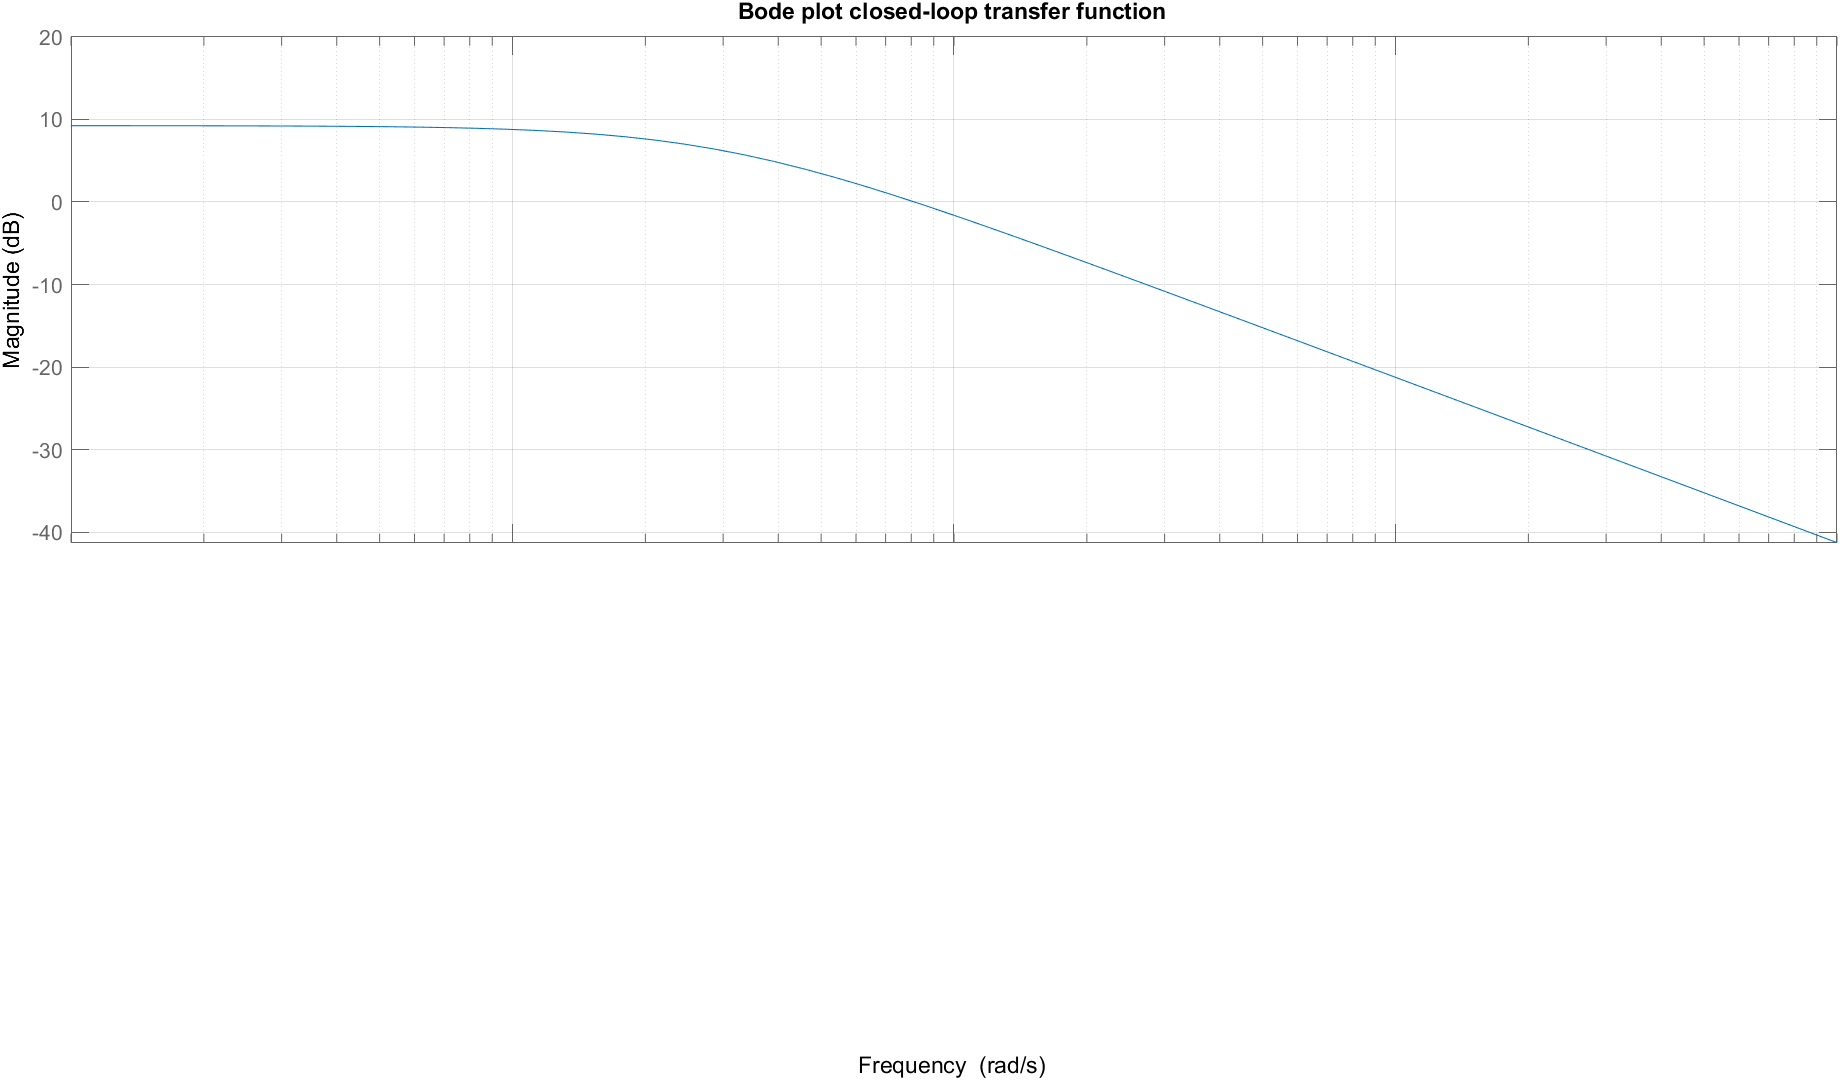 Bode plot closed-loop transfer function
20
10
0
-10
-20
-30
-40
Magnitude (dB)
Frequency (rad/s)